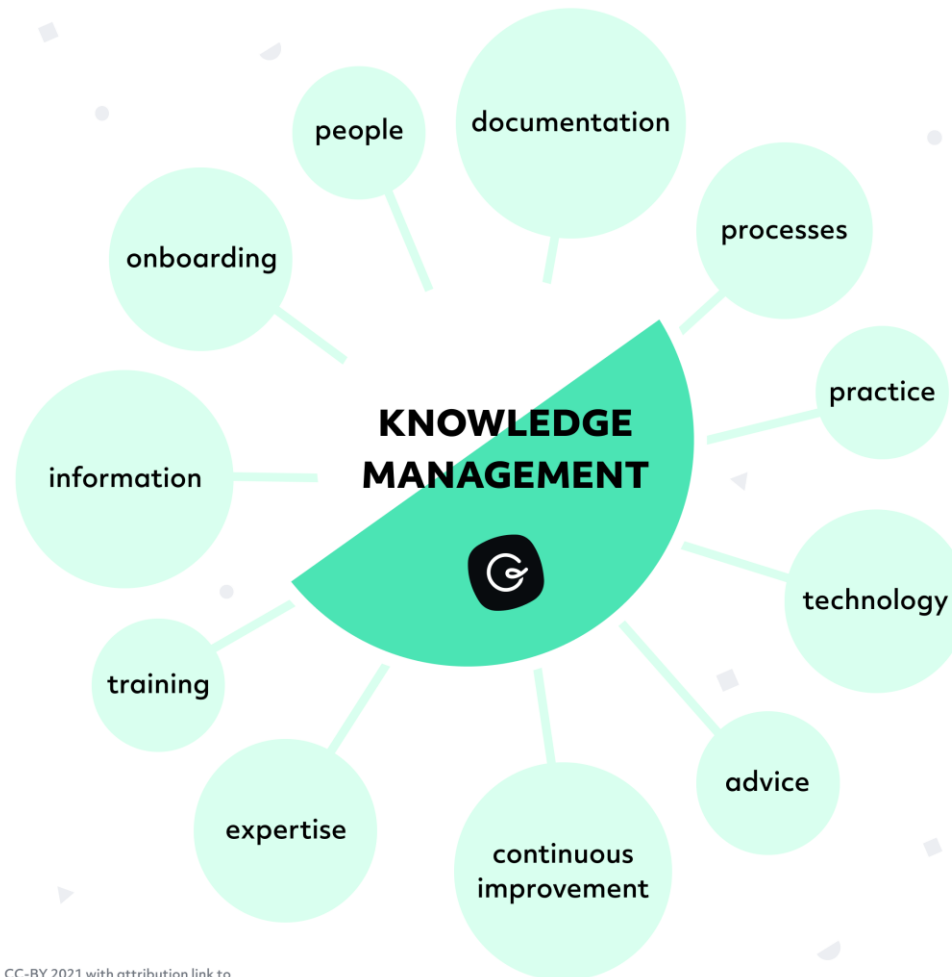 people
documentation
processes
onboarding
practice
KNOWLEDGE
MANAGEMENT
information
technology
training
advice
expertise
continuous
improvement
CC-BY 2021 with attribution link to